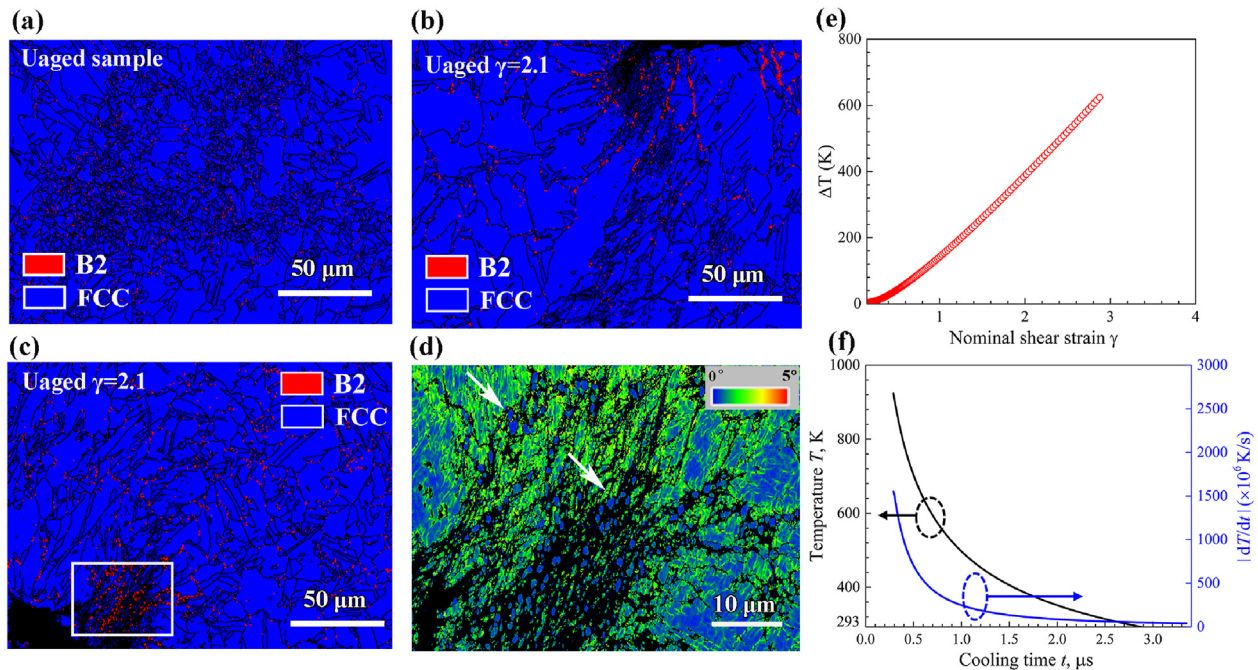 (a)
Uaged sample
B2
FCC
50 μm
(b)
Uaged γ=2.1
B2
FCC
50 μm
(e)
800
600
400
200
0
ΔT (K)
1
2
3
4
Nominal shear strain γ
(c)
Uaged γ=2.1
B2
FCC
50 μm
(d)
0°
5°
10 μm
(f)
1000
800
600
400
293
Temperature T, K
3000
2500
2000
1500
1000
500
0
| dT/dt | (×10⁶ K/s)
0.0
0.5
1.0
1.5
2.0
2.5
3.0
Cooling time t, μs